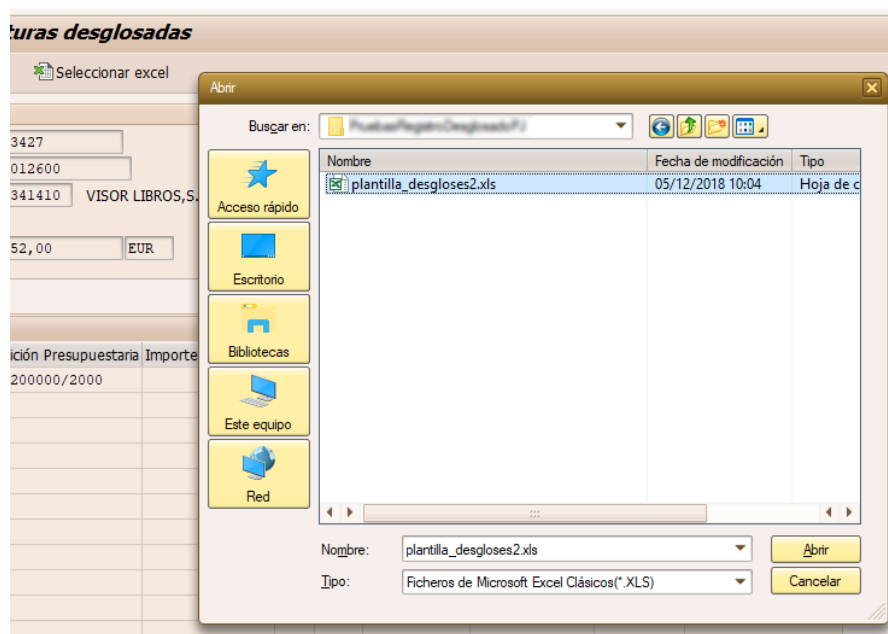 turas desglosadas
Seleccionar excel
Abrir
Buscar en:
3427
012600
341410 VISOR LIBROS,S.
52,00 EUR
ición Presupuestaria Importe
200000/2000
Acceso rápido
Escritorio
Bibliotecas
Este equipo
Red
Nombre Fecha de modificación Tipo
plantilla_desgloses2.xls 05/12/2018 10:04 Hoja de c
Nombre: plantilla_desgloses2.xls Abrir
Tipo: Ficheros de Microsoft Excel Clásicos(*.XLS) Cancelar